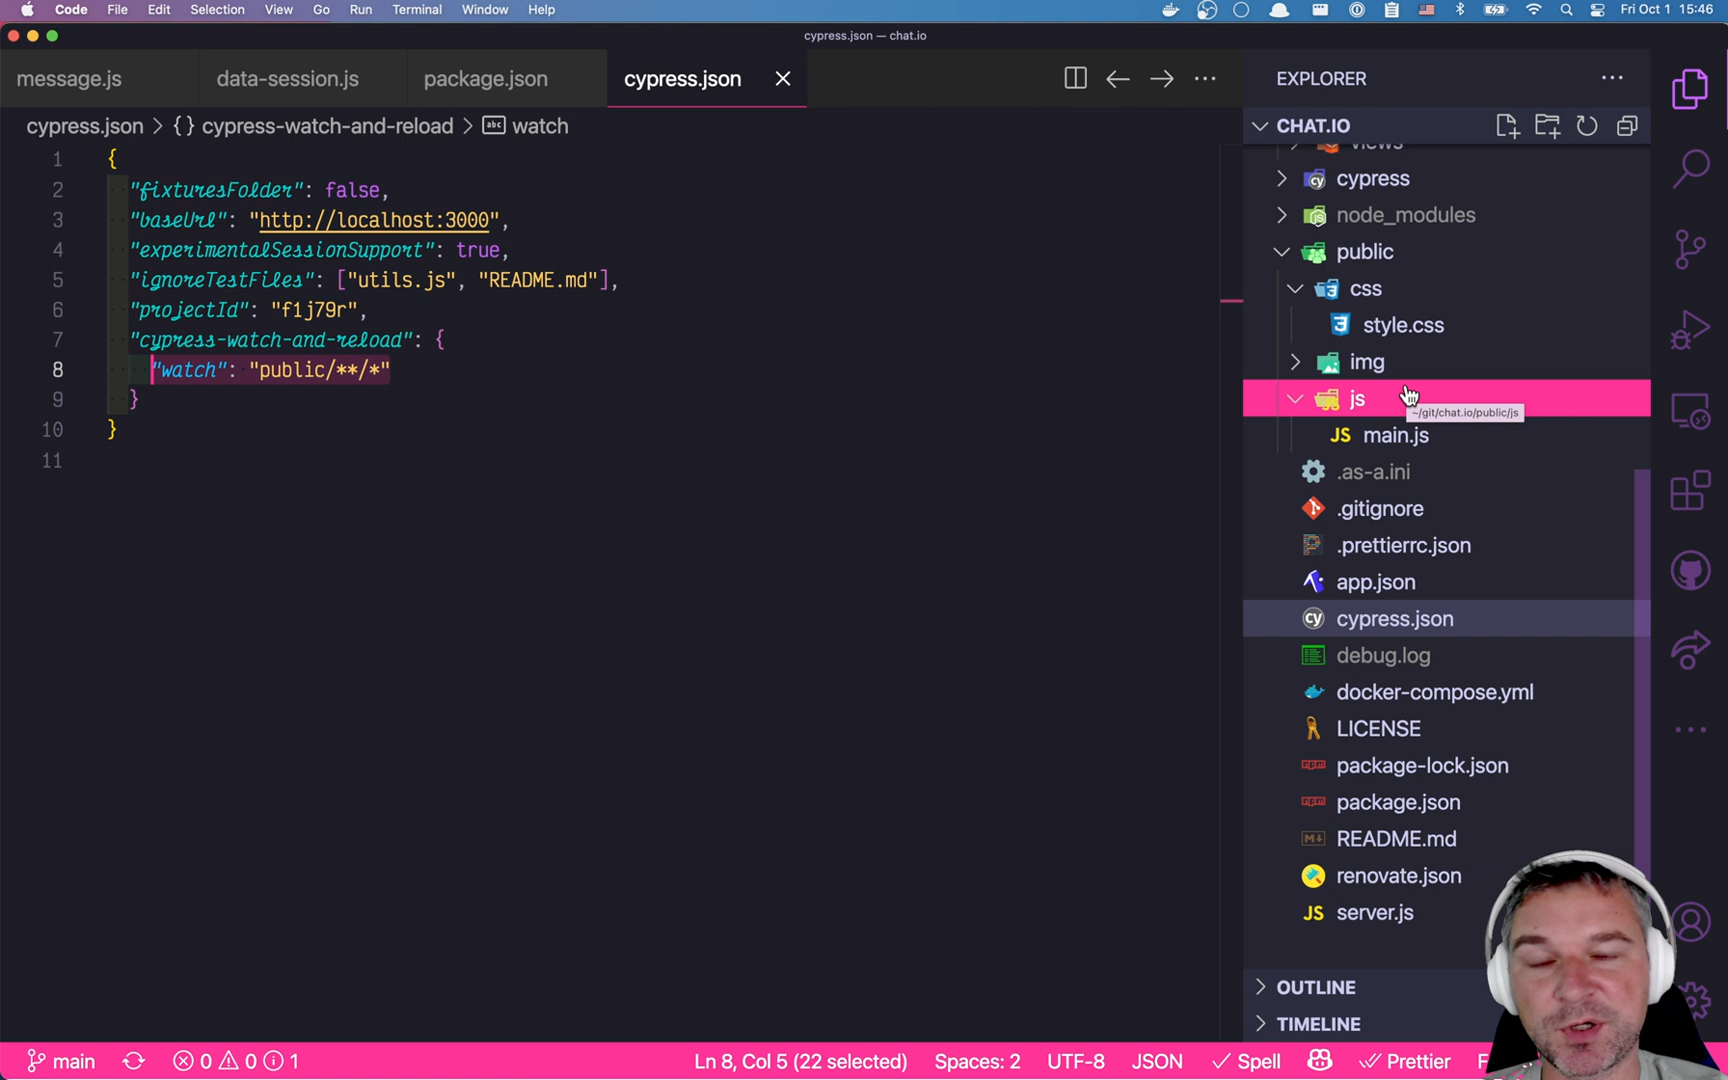 Code File Edit Selection View Go Run Terminal Window Help Fri Oct 1 15:46
cypress.json — chat.io
message.js data-session.js package.json cypress.json
cypress.json > {} cypress-watch-and-reload > abc watch
1 {
2 "fixturesFolder": false,
3 "baseUrl": "http://localhost:3000",
4 "experimentalSessionSupport": true,
5 "ignoreTestFiles": ["utils.js", "README.md"],
6 "projectId": "f1j79r",
7 "cypress-watch-and-reload": {
8 "watch": "public/**/*"
9 }
10 }
11
EXPLORER
CHAT.IO
views
cypress
node_modules
public
css
style.css
img
js
~/git/chat.io/public/js
JS main.js
.as-a.ini
.gitignore
.prettierrc.json
app.json
cy cypress.json
debug.log
docker-compose.yml
LICENSE
package-lock.json
package.json
README.md
renovate.json
JS server.js
OUTLINE
TIMELINE
main 0 0 1 Ln 8, Col 5 (22 selected) Spaces: 2 UTF-8 JSON Spell Prettier